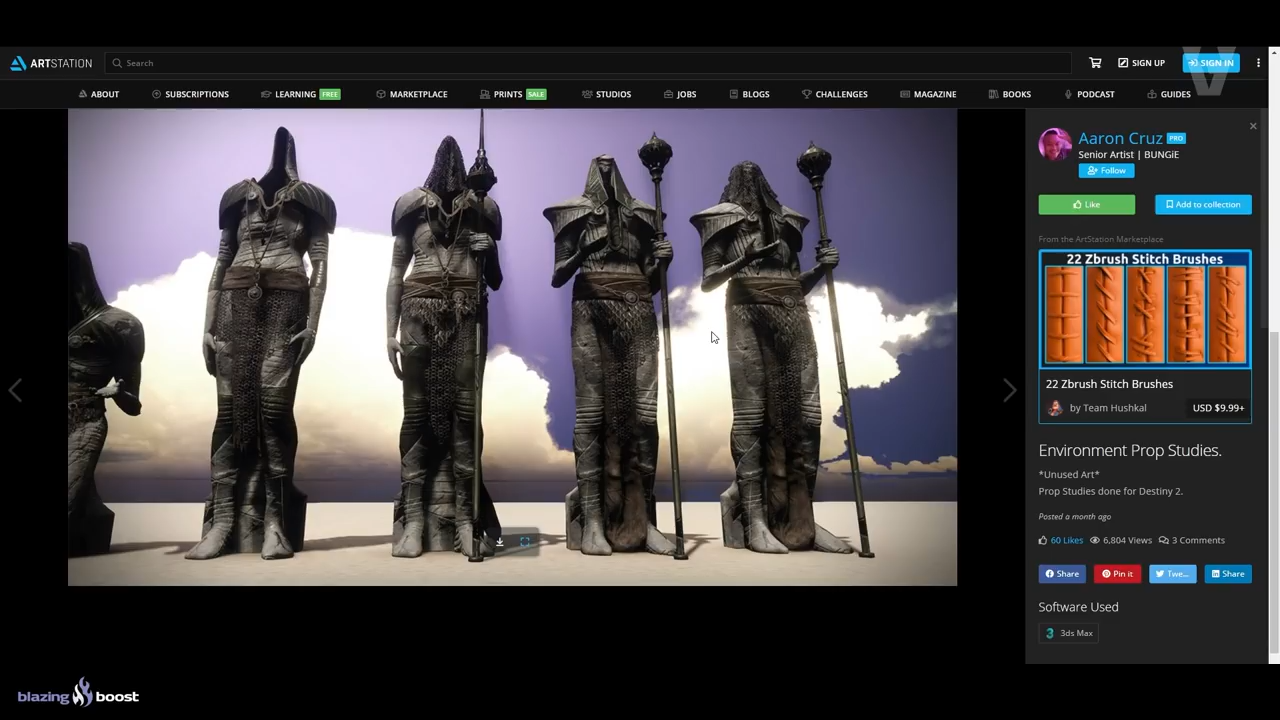 ARTSTATION
Search
SIGN UP
SIGN IN
ABOUT
SUBSCRIPTIONS
LEARNING FREE
MARKETPLACE
PRINTS SALE
STUDIOS
JOBS
BLOGS
CHALLENGES
MAGAZINE
BOOKS
PODCAST
GUIDES
Aaron Cruz PRO
Senior Artist | BUNGiE
Follow
Like
Add to collection
From the ArtStation Marketplace
22 Zbrush Stitch Brushes
22 Zbrush Stitch Brushes
by Team Hushkal
USD $9.99+
Environment Prop Studies.
*Unused Art*
Prop Studies done for Destiny 2.
Posted a month ago
60 Likes 6,804 Views 3 Comments
Share
Pin it
Twe...
Share
Software Used
3ds Max
blazing boost